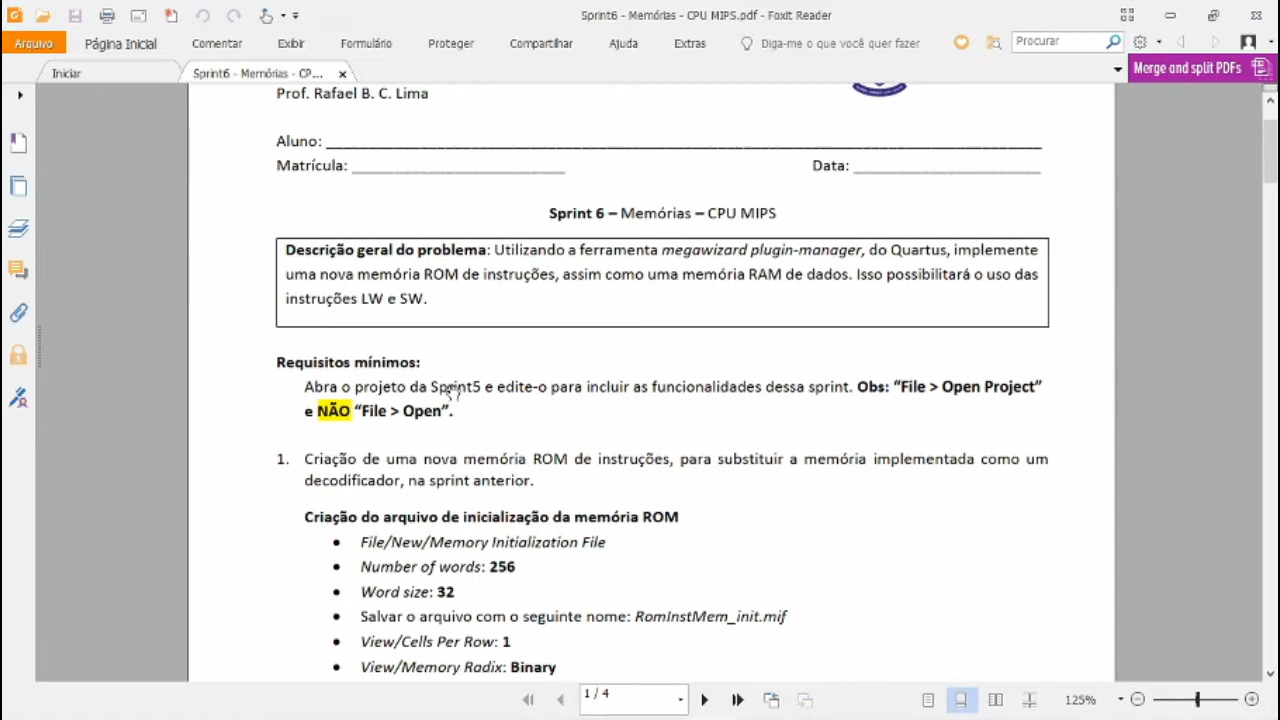 Sprint6 - Memórias - CPU MIPS.pdf - Foxit Reader
Arquivo Página Inicial Comentar Exibir Formulário Proteger Compartilhar Ajuda Extras Diga-me o que você quer fazer Procurar
Iniciar Sprint6 - Memórias - CP... Merge and split PDFs
Prof. Rafael B. C. Lima
Aluno:
Matrícula: Data:
Sprint 6 – Memórias – CPU MIPS
Descrição geral do problema: Utilizando a ferramenta megawizard plugin-manager, do Quartus, implemente
uma nova memória ROM de instruções, assim como uma memória RAM de dados. Isso possibilitará o uso das
instruções LW e SW.
Requisitos mínimos:
Abra o projeto da Sprint5 e edite-o para incluir as funcionalidades dessa sprint. Obs: “File > Open Project”
e NÃO “File > Open”.
1. Criação de uma nova memória ROM de instruções, para substituir a memória implementada como um
decodificador, na sprint anterior.
Criação do arquivo de inicialização da memória ROM
• File/New/Memory Initialization File
• Number of words: 256
• Word size: 32
• Salvar o arquivo com o seguinte nome: RomInstMem_init.mif
• View/Cells Per Row: 1
• View/Memory Radix: Binary
1 / 4 125%